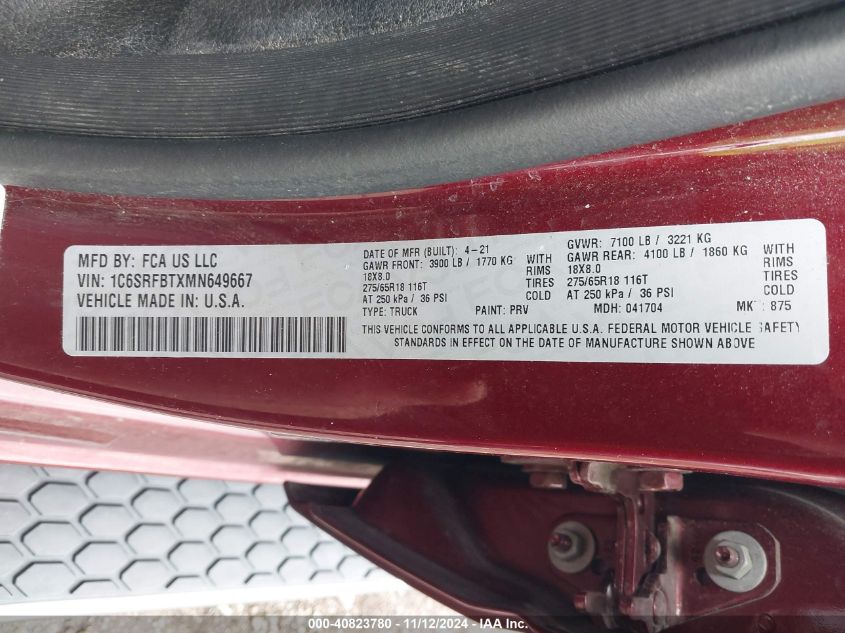 MFD BY: FCA US LLC
VIN: 1C6SRFBTXMN649667
VEHICLE MADE IN: U.S.A.
DATE OF MFR (BUILT): 4-21
GAWR FRONT: 3900 LB / 1770 KG WITH
18X8.0 RIMS
275/65R18 116T TIRES
AT 250 kPa / 36 PSI COLD
TYPE: TRUCK PAINT: PRV
GVWR: 7100 LB / 3221 KG
GAWR REAR: 4100 LB / 1860 KG WITH
18X8.0 RIMS
275/65R18 116T TIRES
AT 250 kPa / 36 PSI COLD
MDH: 041704 MK: 875
THIS VEHICLE CONFORMS TO ALL APPLICABLE U.S.A. FEDERAL MOTOR VEHICLE SAFETY
STANDARDS IN EFFECT ON THE DATE OF MANUFACTURE SHOWN ABOVE
000-40823780 - 11/12/2024 - IAA Inc.